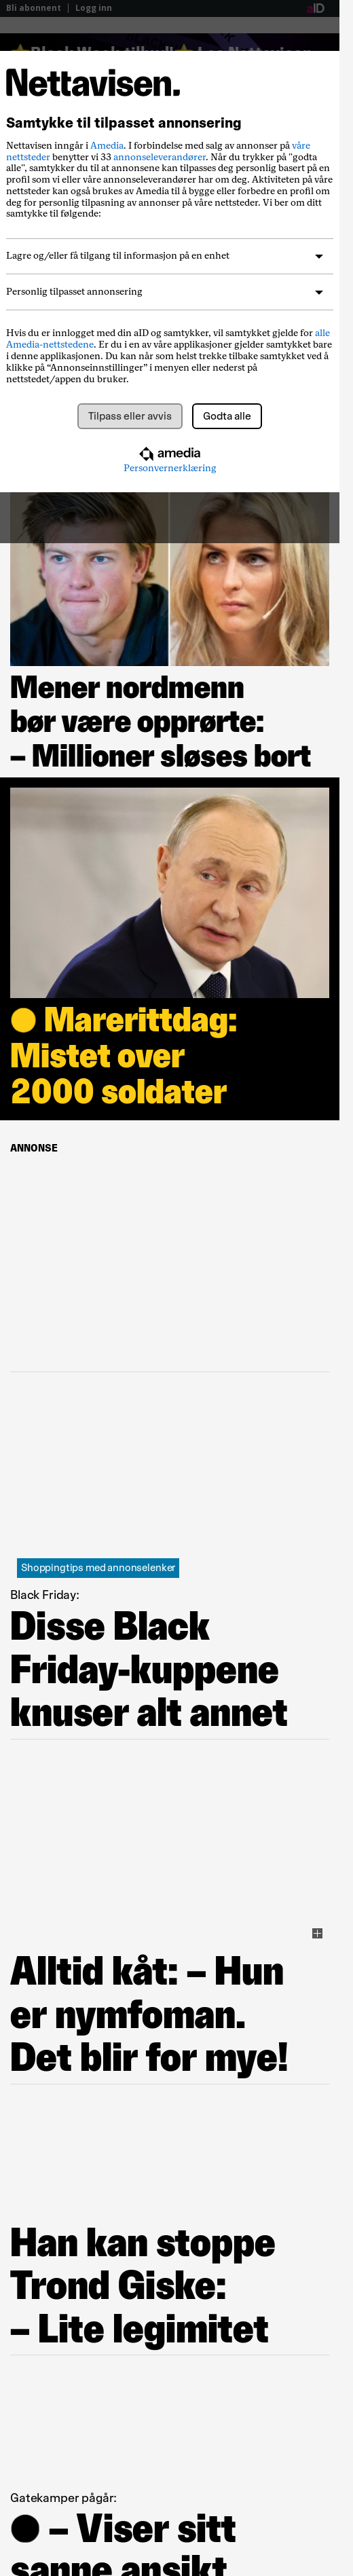 Bli abonnent | Logg inn
aID
Nettavisen.
Samtykke til tilpasset annonsering
Nettavisen inngår i Amedia. I forbindelse med salg av annonser på våre
nettsteder benytter vi 33 annonseleverandører. Når du trykker på "godta
alle", samtykker du til at annonsene kan tilpasses deg personlig basert på en
profil som vi eller våre annonseleverandører har om deg. Aktiviteten på våre
nettsteder kan også brukes av Amedia til å bygge eller forbedre en profil om
deg for personlig tilpasning av annonser på våre nettsteder. Vi ber om ditt
samtykke til følgende:
Lagre og/eller få tilgang til informasjon på en enhet
Personlig tilpasset annonsering
Hvis du er innlogget med din aID og samtykker, vil samtykket gjelde for alle
Amedia-nettstedene. Er du i en av våre applikasjoner gjelder samtykket bare
i denne applikasjonen. Du kan når som helst trekke tilbake samtykket ved å
klikke på “Annonseinnstillinger” i menyen eller nederst på
nettstedet/appen du bruker.
Tilpass eller avvis
Godta alle
amedia
Personvernerklæring
Mener nordmenn
bør være opprørte:
– Millioner sløses bort
Marerittdag:
Mistet over
2000 soldater
ANNONSE
Shoppingtips med annonselenker
Black Friday:
Disse Black
Friday-kuppene
knuser alt annet
Alltid kåt: – Hun
er nymfoman.
Det blir for mye!
Han kan stoppe
Trond Giske:
– Lite legimitet
Gatekamper pågår:
– Viser sitt
sanne ansikt